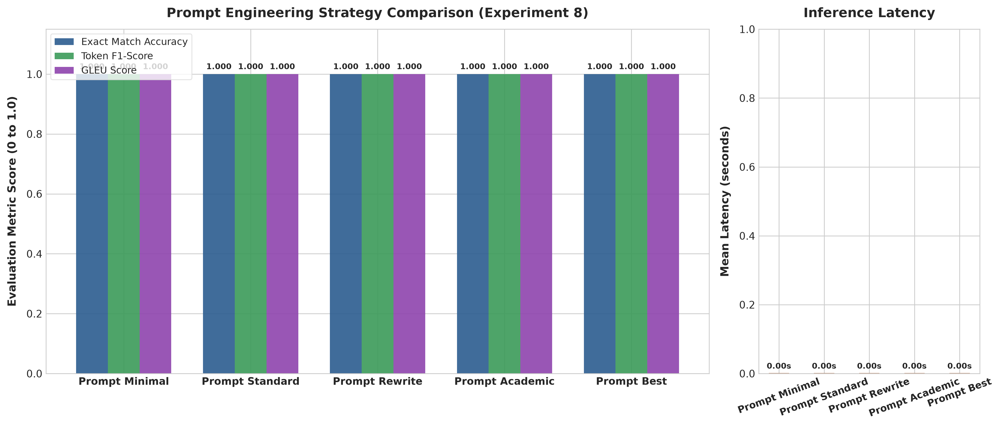 Prompt Engineering Strategy Comparison (Experiment 8)
Evaluation Metric Score (0 to 1.0)
1.0
0.8
0.6
0.4
0.2
0.0
Exact Match Accuracy
Token F1-Score
GLEU Score
1.000 1.000 1.000
1.000 1.000 1.000
1.000 1.000 1.000
1.000 1.000 1.000
1.000 1.000 1.000
Prompt Minimal
Prompt Standard
Prompt Rewrite
Prompt Academic
Prompt Best
Inference Latency
Mean Latency (seconds)
1.0
0.8
0.6
0.4
0.2
0.0
0.00s
0.00s
0.00s
0.00s
0.00s
Prompt Minimal
Prompt Standard
Prompt Rewrite
Prompt Academic
Prompt Best